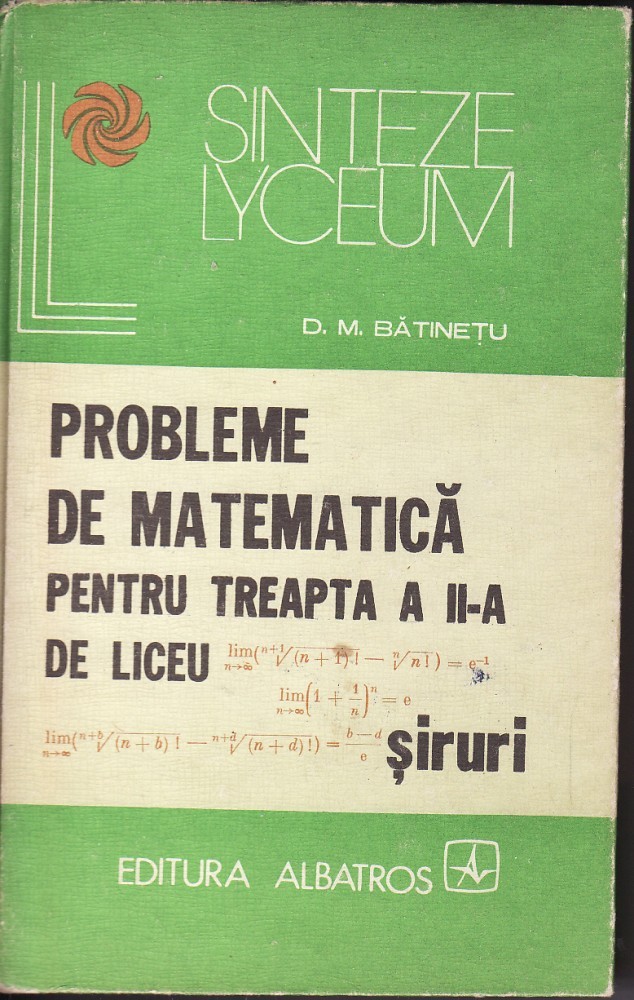 SINTEZE
LYCEUM
D. M. BĂTINEȚU
PROBLEME
DE MATEMATICĂ
PENTRU TREAPTA A II-A
DE LICEU lim n→∞ (ⁿ⁺¹√(n + 1) ! — ⁿ√n ! ) = e⁻¹
lim n→∞ (1 + 1/n)ⁿ = e
lim n→∞ (ⁿ⁺ᵇ√(n + b) ! — ⁿ⁺ᵈ√(n + d) !) = b — d / e șiruri
EDITURA ALBATROS